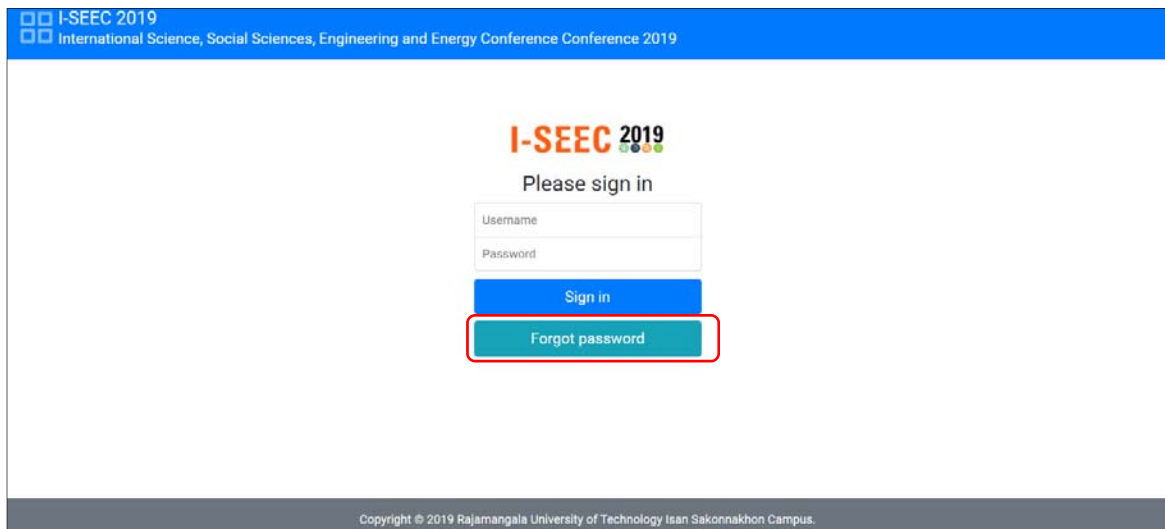 I-SEEC 2019
International Science, Social Sciences, Engineering and Energy Conference Conference 2019
I-SEEC 2019
Please sign in
Username
Password
Sign in
Forgot password
Copyright © 2019 Rajamangala University of Technology Isan Sakonnakhon Campus.